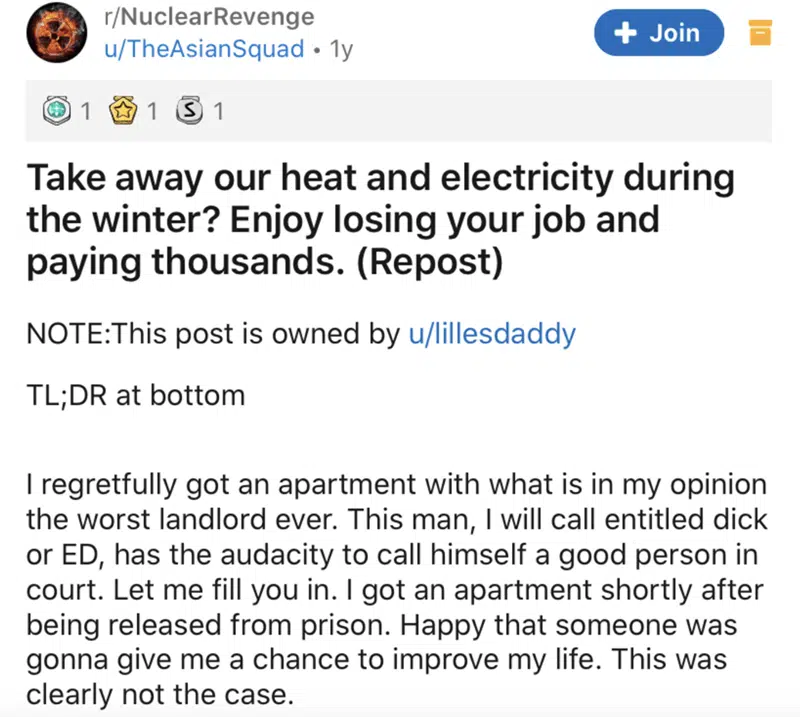 r/NuclearRevenge
u/TheAsianSquad • 1y
+ Join
1 1 S 1
Take away our heat and electricity during
the winter? Enjoy losing your job and
paying thousands. (Repost)
NOTE:This post is owned by u/lillesdaddy
TL;DR at bottom
I regretfully got an apartment with what is in my opinion
the worst landlord ever. This man, I will call entitled dick
or ED, has the audacity to call himself a good person in
court. Let me fill you in. I got an apartment shortly after
being released from prison. Happy that someone was
gonna give me a chance to improve my life. This was
clearly not the case.